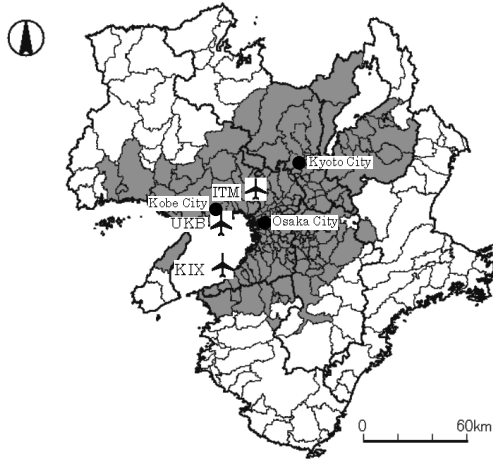 Kyoto City
ITM
Kobe City
UKB
Osaka City
KIX
0 60km